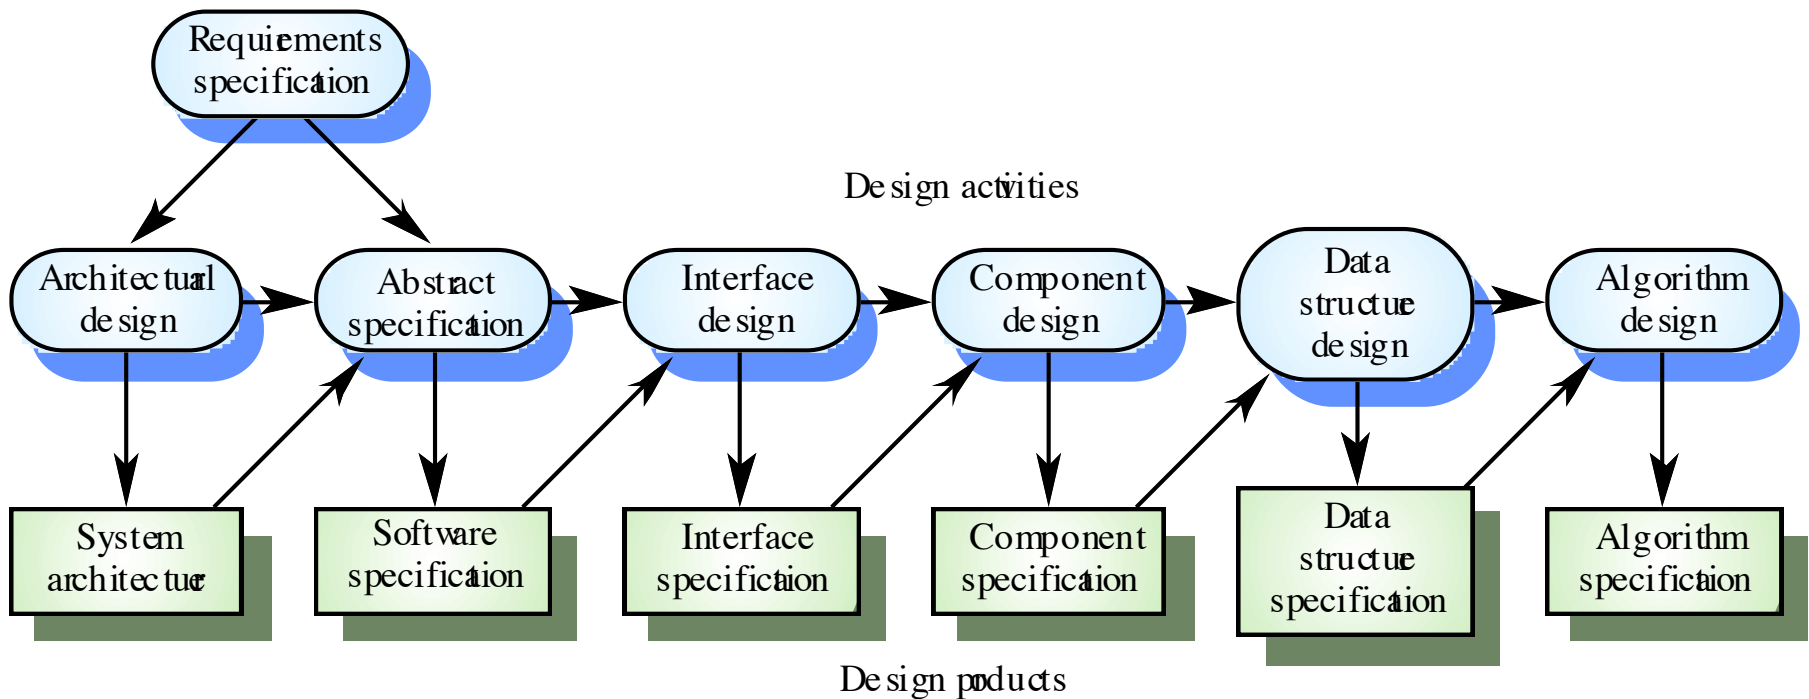 Requirements
specification
Design activities
Architectural
design
Abstract
specification
Interface
design
Component
design
Data
structure
design
Algorithm
design
System
architecture
Software
specification
Interface
specification
Component
specification
Data
structure
specification
Algorithm
specification
Design products